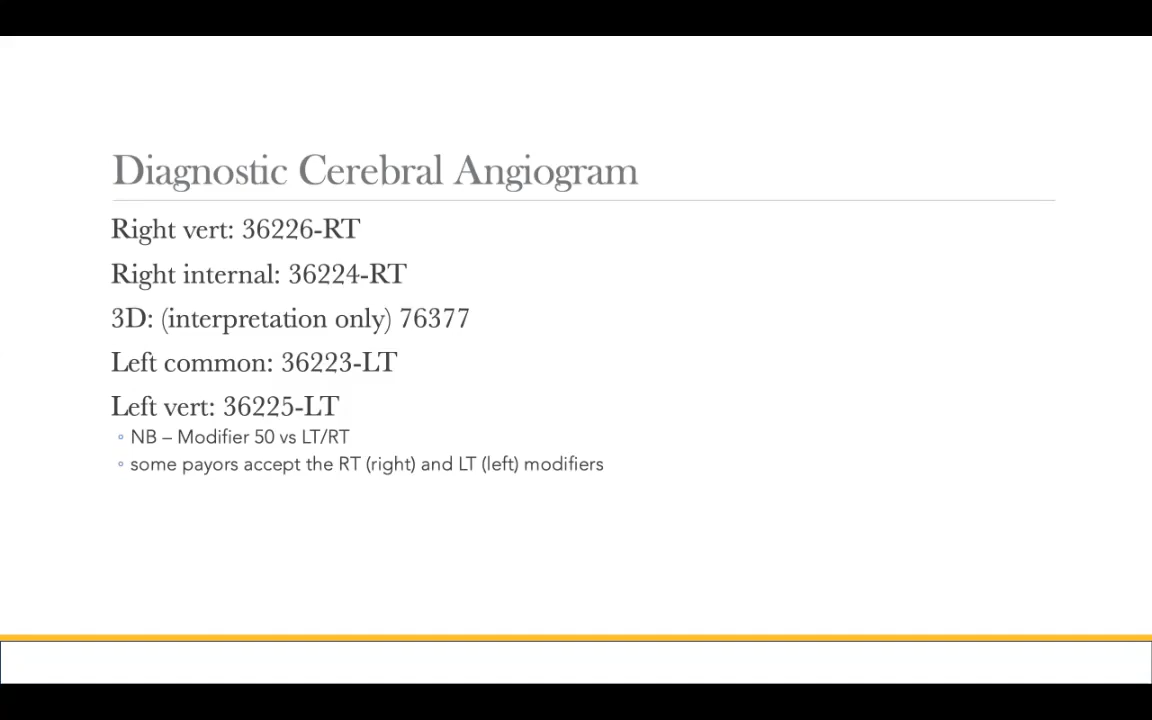 Diagnostic Cerebral Angiogram
Right vert: 36226-RT
Right internal: 36224-RT
3D: (interpretation only) 76377
Left common: 36223-LT
Left vert: 36225-LT
▫ NB – Modifier 50 vs LT/RT
▫ some payors accept the RT (right) and LT (left) modifiers